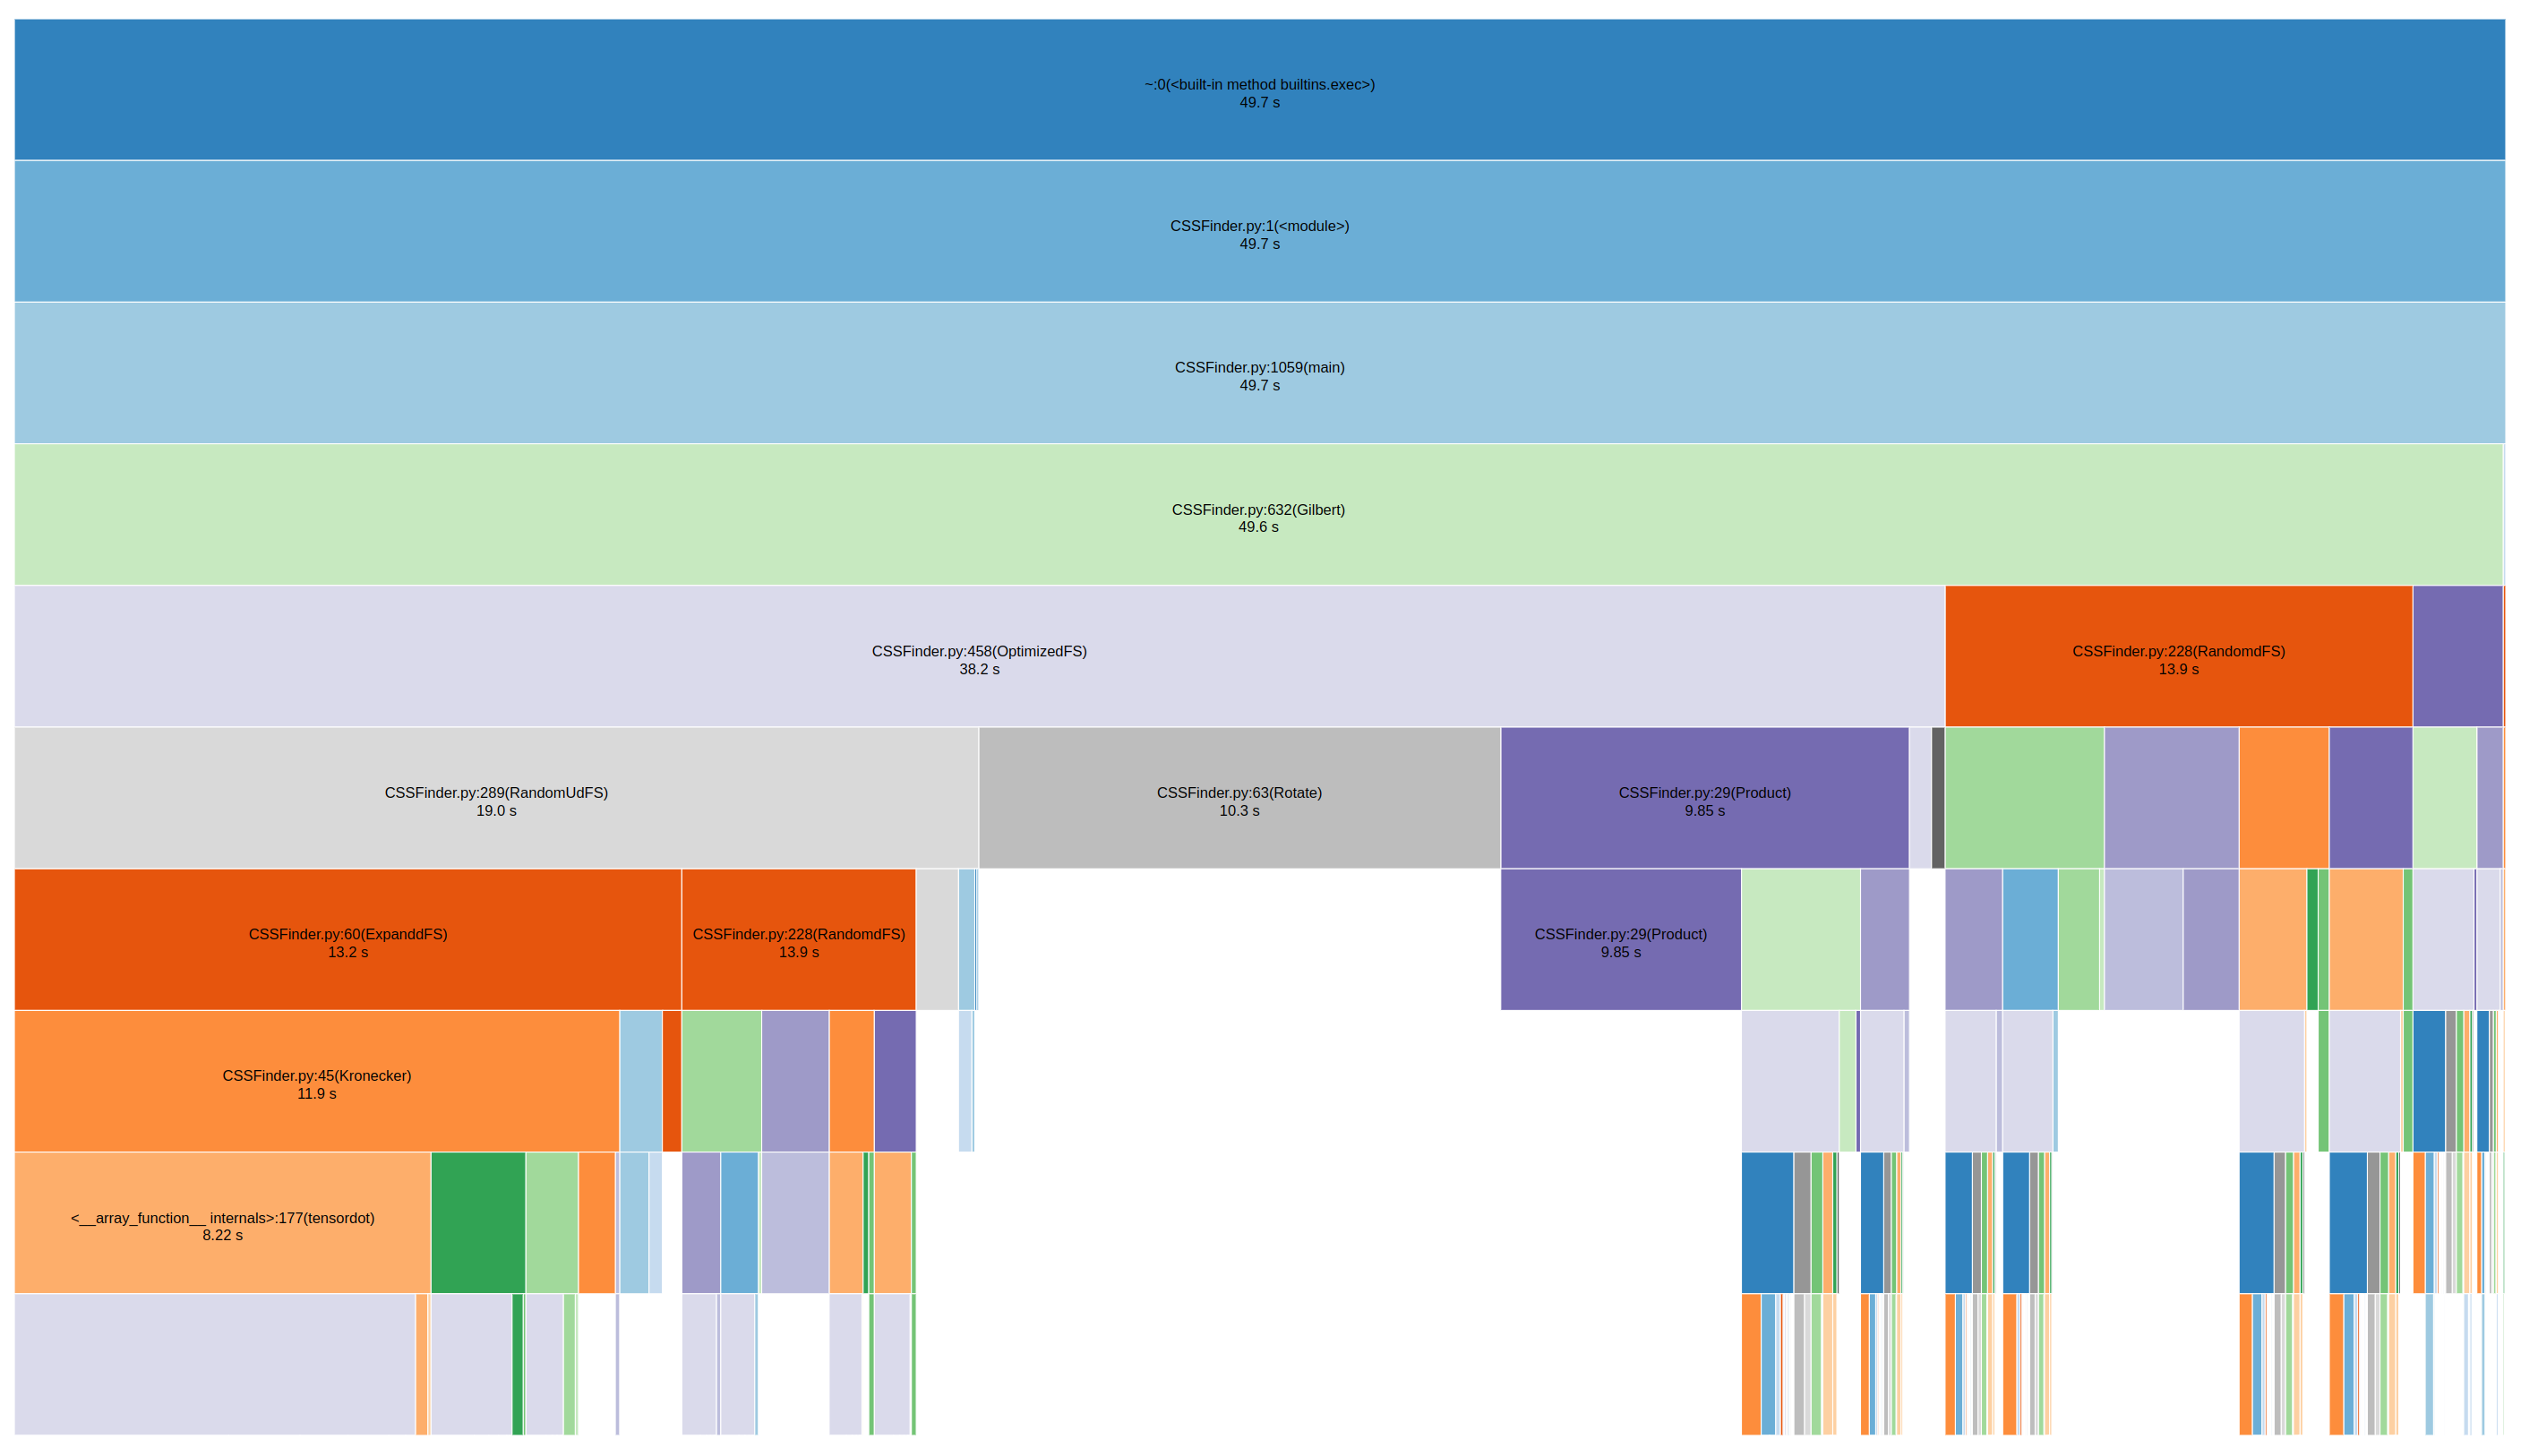 ~:0(<built-in method builtins.exec>)
49.7 s
CSSFinder.py:1(<module>)
49.7 s
CSSFinder.py:1059(main)
49.7 s
CSSFinder.py:632(Gilbert)
49.6 s
CSSFinder.py:458(OptimizedFS)
38.2 s
CSSFinder.py:228(RandomdFS)
13.9 s
CSSFinder.py:289(RandomUdFS)
19.0 s
CSSFinder.py:63(Rotate)
10.3 s
CSSFinder.py:29(Product)
9.85 s
CSSFinder.py:60(ExpanddFS)
13.2 s
CSSFinder.py:228(RandomdFS)
13.9 s
CSSFinder.py:29(Product)
9.85 s
CSSFinder.py:45(Kronecker)
11.9 s
<__array_function__ internals>:177(tensordot)
8.22 s